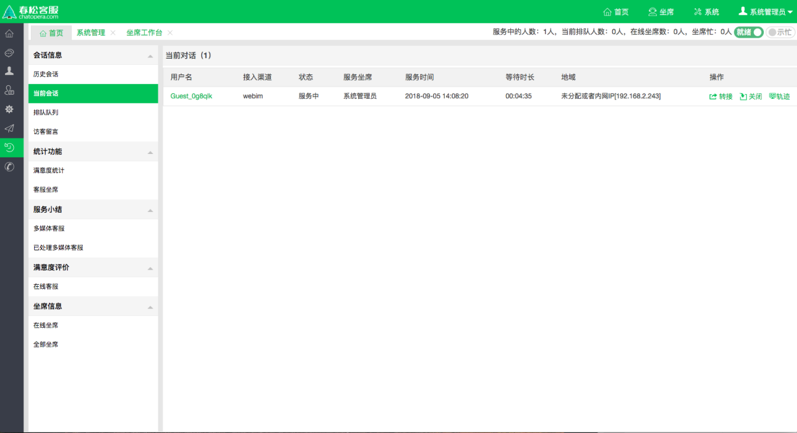 春松客服
chatopera.com
首页
坐席
系统
系统管理员
首页
系统管理
坐席工作台
服务中的人数：1人，当前排队人数：0人，在线坐席数：0人，坐席忙：0人
就绪
示忙
会话信息
历史会话
当前会话
排队队列
访客留言
统计功能
满意度统计
客服坐席
服务小结
多媒体客服
已处理多媒体客服
满意度评价
在线客服
坐席信息
在线坐席
全部坐席
当前对话（1）
用户名 接入渠道 状态 服务坐席 服务时间 等待时长 地域 操作
Guest_0g8qlk webim 服务中 系统管理员 2018-09-05 14:08:20 00:04:35 未分配或者内网IP[192.168.2.243] 转接 关闭 轨迹